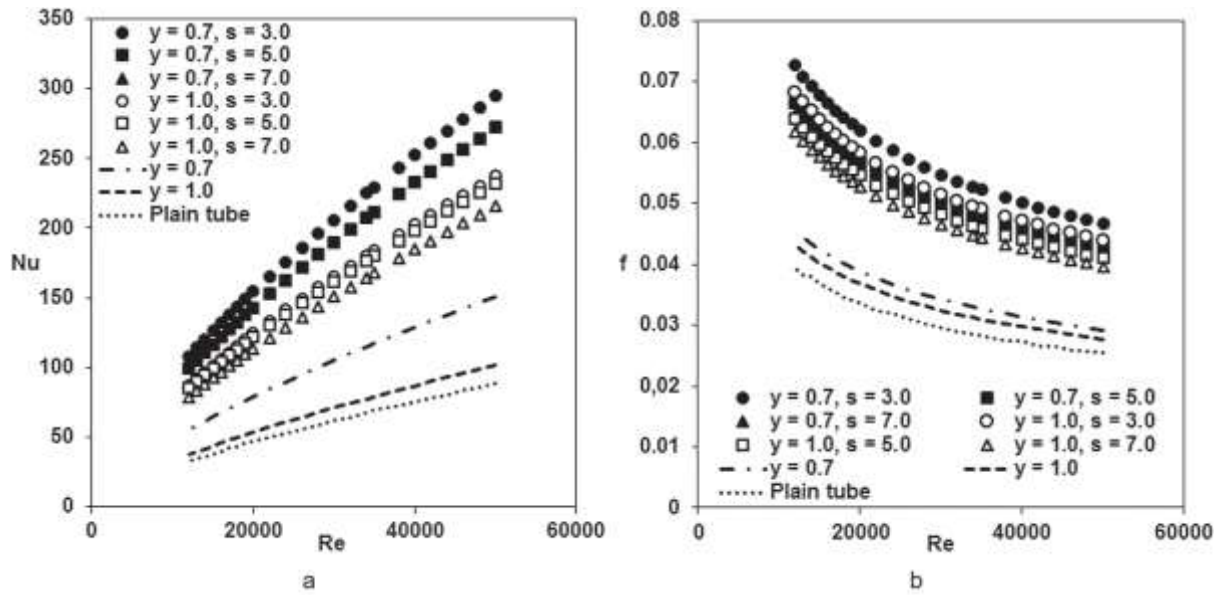 350
300
250
200
150
100
50
0
Nu
y = 0.7, s = 3.0
y = 0.7, s = 5.0
y = 0.7, s = 7.0
y = 1.0, s = 3.0
y = 1.0, s = 5.0
y = 1.0, s = 7.0
y = 0.7
y = 1.0
Plain tube
0 20000 40000 60000
Re
a
0.08
0.07
0.06
0.05
0.04
0.03
0,02
0.01
0
f
y = 0.7, s = 3.0 y = 0.7, s = 5.0
y = 0.7, s = 7.0 y = 1.0, s = 3.0
y = 1.0, s = 5.0 y = 1.0, s = 7.0
y = 0.7 y = 1.0
Plain tube
0 20000 40000 60000
Re
b